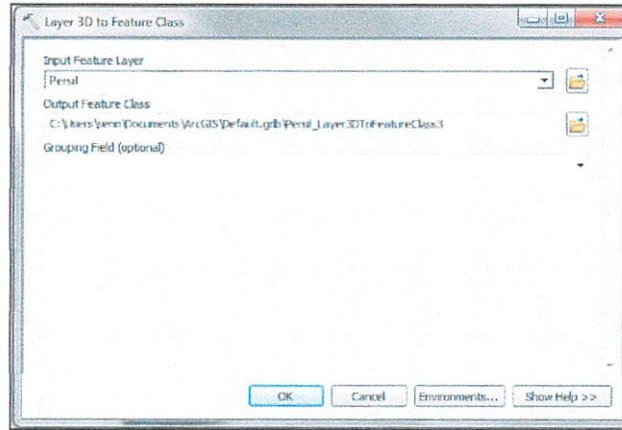 Layer 3D to Feature Class
Input Feature Layer
Persil
Output Feature Class
C:\Users\seno\Documents\ArcGIS\Default.gdb\Persil_Layer3DToFeatureClass3
Grouping Field (optional)
OK
Cancel
Environments...
Show Help >>